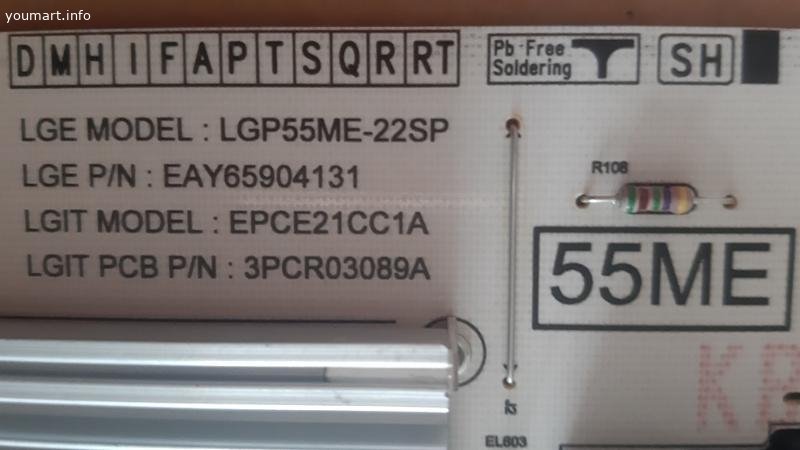 youmart.info
DMHIFAPTSQRRT
Pb-Free
Soldering
SH
LGE MODEL : LGP55ME-22SP
LGE P/N : EAY65904131
LGIT MODEL : EPCE21CC1A
LGIT PCB P/N : 3PCR03089A
R108
55ME
EL603